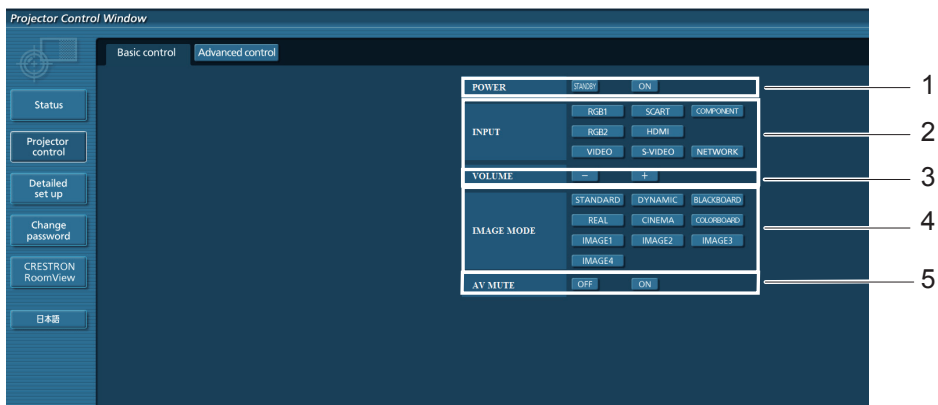 Projector Control Window
Basic control Advanced control
Status
Projector control
Detailed set up
Change password
CRESTRON RoomView
日本語
POWER STANDBY ON 1
INPUT
RGB1 SCART COMPONENT
RGB2 HDMI
VIDEO S-VIDEO NETWORK
2
VOLUME - + 3
IMAGE MODE
STANDARD DYNAMIC BLACKBOARD
REAL CINEMA COLORBOARD
IMAGE1 IMAGE2 IMAGE3
IMAGE4
4
AV MUTE OFF ON 5